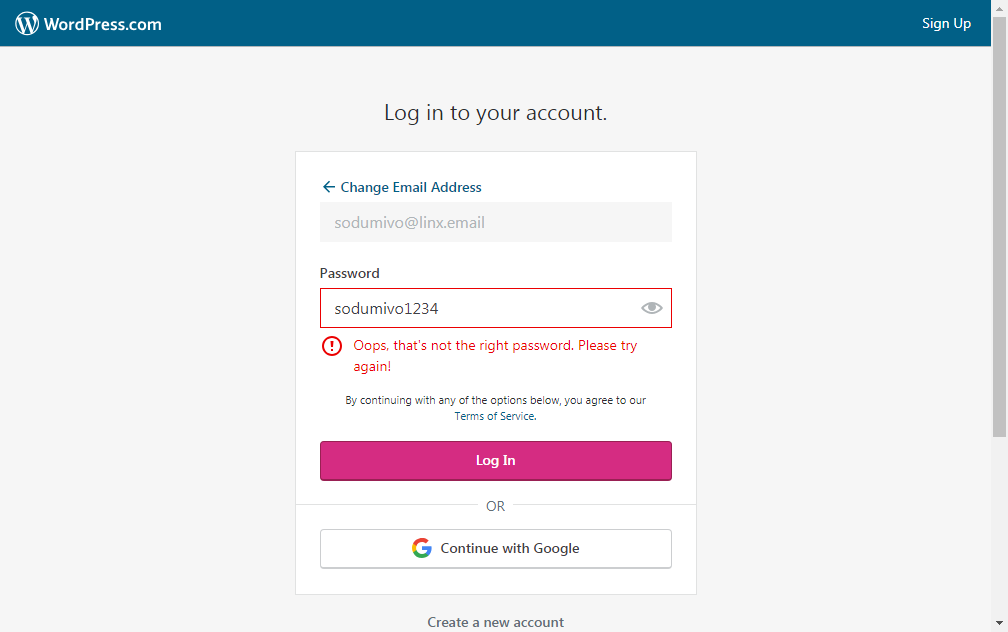 WordPress.com
Sign Up
Log in to your account.
Change Email Address
sodumivo@linx.email
Password
sodumivo1234
Oops, that's not the right password. Please try
again!
By continuing with any of the options below, you agree to our
Terms of Service.
Log In
OR
Continue with Google
Create a new account